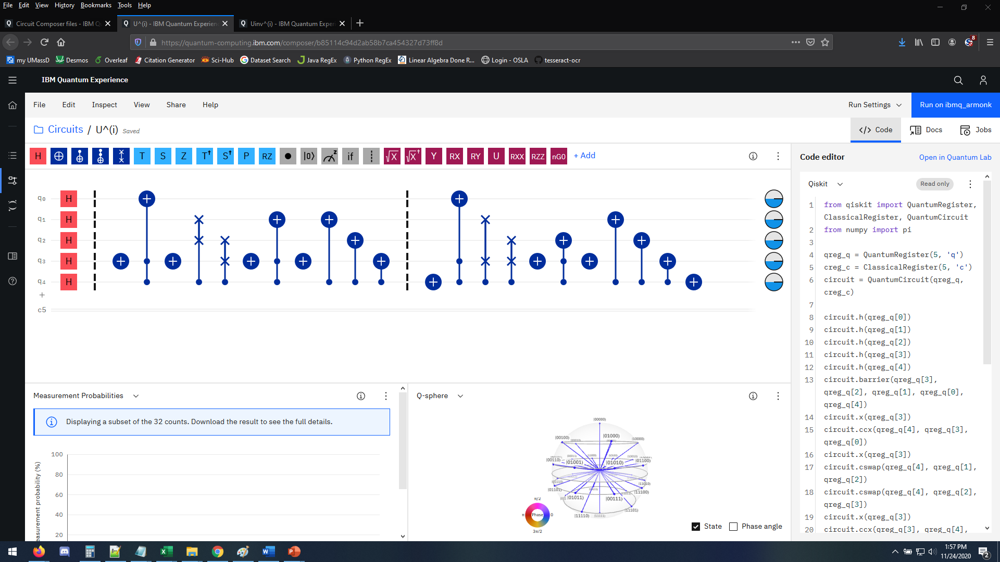 File Edit View History Bookmarks Tools Help
Circuit Composer files - IBM Q
U^(i) - IBM Quantum Experien
Uinv^(i) - IBM Quantum Exper
https://quantum-computing.ibm.com/composer/b85114c94d2ab58b7ca454327d73ff8d
8
my UMassD Desmos Overleaf Citation Generator Sci-Hub Dataset Search Java RegEx Python RegEx Linear Algebra Done R... Login - OSLA tesseract-ocr
IBM Quantum Experience
File Edit Inspect View Share Help
Run Settings
Run on ibmq_armonk
Circuits / U^(i) Saved
Code Docs Jobs
H T S Z T† S† P RZ |0⟩ z if √X √X† Y RX RY U RXX RZZ nG0 + Add
q0 H
q1 H
q2 H
q3 H
q4 H
+
c5
Code editor
Open in Quantum Lab
Qiskit
Read only
1 from qiskit import QuantumRegister,
ClassicalRegister, QuantumCircuit
2 from numpy import pi
3
4 qreg_q = QuantumRegister(5, 'q')
5 creg_c = ClassicalRegister(5, 'c')
6 circuit = QuantumCircuit(qreg_q,
creg_c)
7
8 circuit.h(qreg_q[0])
9 circuit.h(qreg_q[1])
10 circuit.h(qreg_q[2])
11 circuit.h(qreg_q[3])
12 circuit.h(qreg_q[4])
13 circuit.barrier(qreg_q[3],
qreg_q[2], qreg_q[1], qreg_q[0],
qreg_q[4])
14 circuit.x(qreg_q[3])
15 circuit.ccx(qreg_q[4], qreg_q[3],
qreg_q[0])
16 circuit.x(qreg_q[3])
17 circuit.cswap(qreg_q[4], qreg_q[1],
qreg_q[2])
18 circuit.cswap(qreg_q[4], qreg_q[2],
qreg_q[3])
19 circuit.x(qreg_q[3])
20 circuit.ccx(qreg_q[3], qreg_q[4],
Measurement Probabilities
Displaying a subset of the 32 counts. Download the result to see the full details.
100
80
60
40
20
easurement probability (%)
Q-sphere
|00000⟩
|00100⟩ |01000⟩ |10000⟩
|00110⟩ |01001⟩ |01010⟩ |01100⟩
|01101⟩ |01011⟩ |00111⟩ |11100⟩ |11010⟩
|11110⟩ |11111⟩ |11101⟩
π/2
π Phase 0
3π/2
State Phase angle
1:57 PM
11/24/2020
2